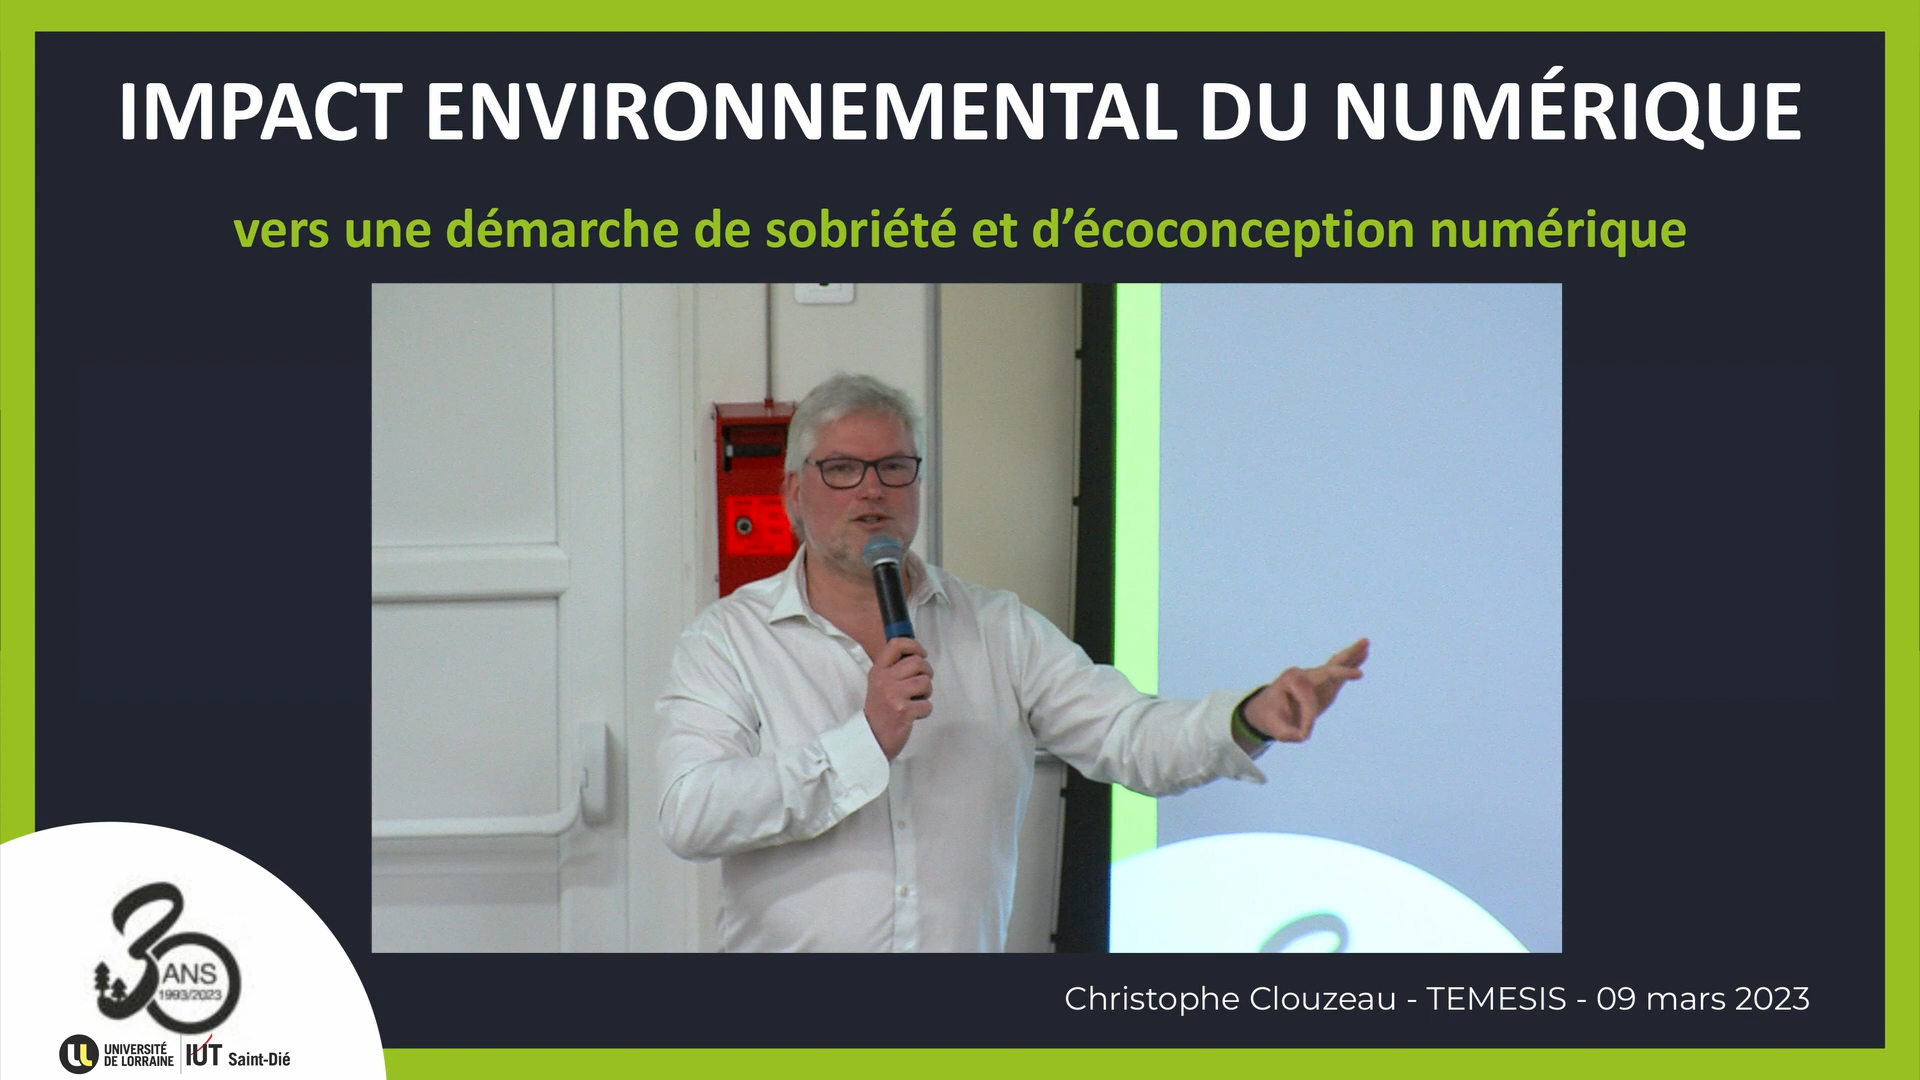 IMPACT ENVIRONNEMENTAL DU NUMÉRIQUE
vers une démarche de sobriété et d’écoconception numérique
Christophe Clouzeau - TEMESIS - 09 mars 2023
30 ANS
1993/2023
UNIVERSITÉ
DE LORRAINE
IUT Saint-Dié